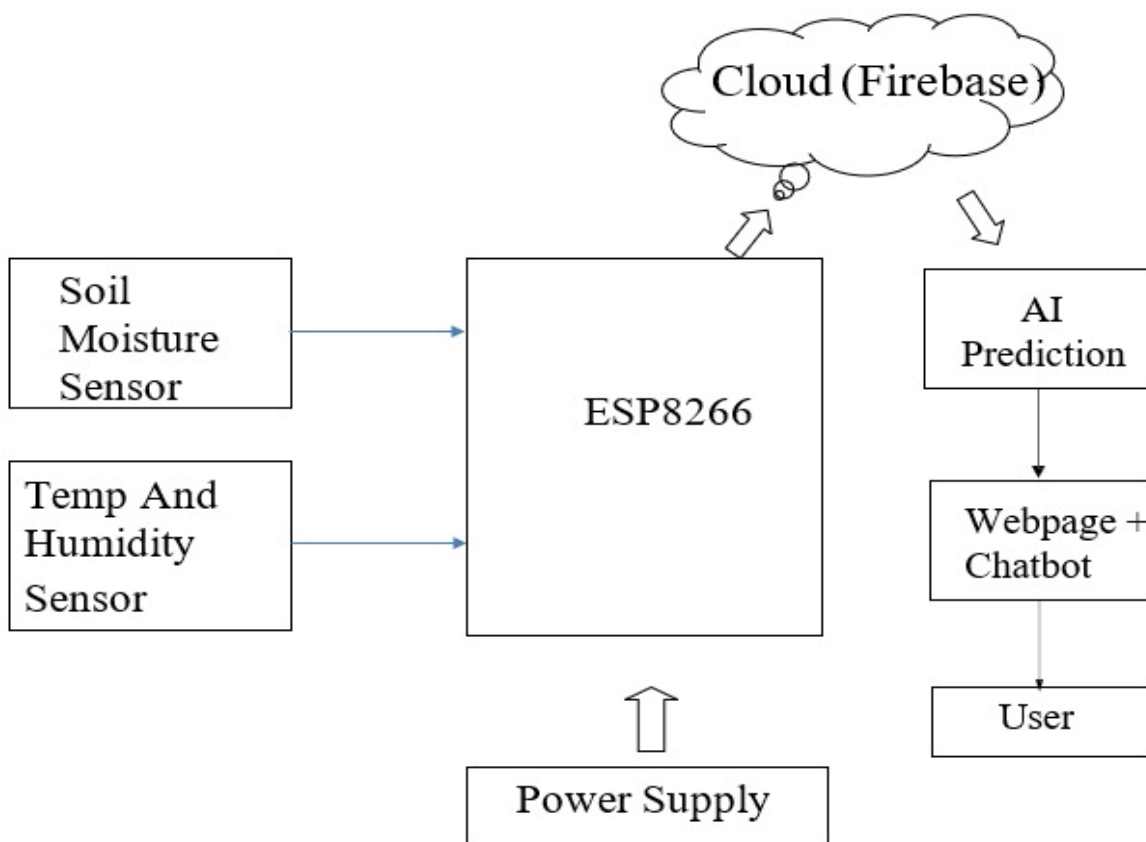 Cloud (Firebase)
Soil
Moisture
Sensor
ESP8266
AI
Prediction
Temp And
Humidity
Sensor
Webpage +
Chatbot
User
Power Supply